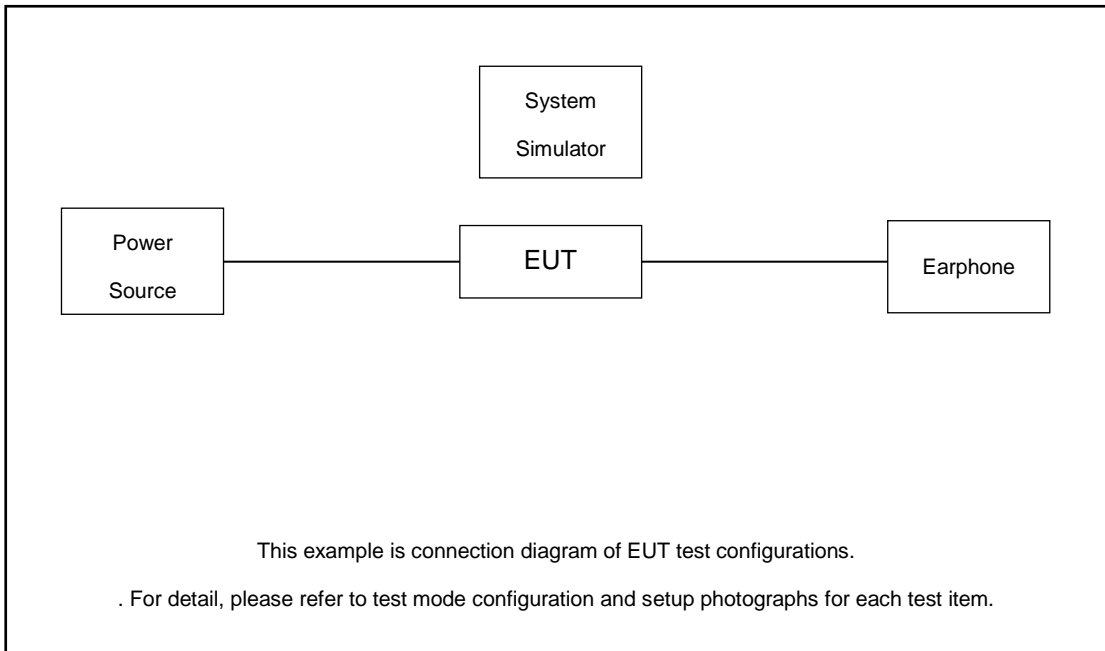 System
Simulator
Power
Source
EUT
Earphone
This example is connection diagram of EUT test configurations.
. For detail, please refer to test mode configuration and setup photographs for each test item.